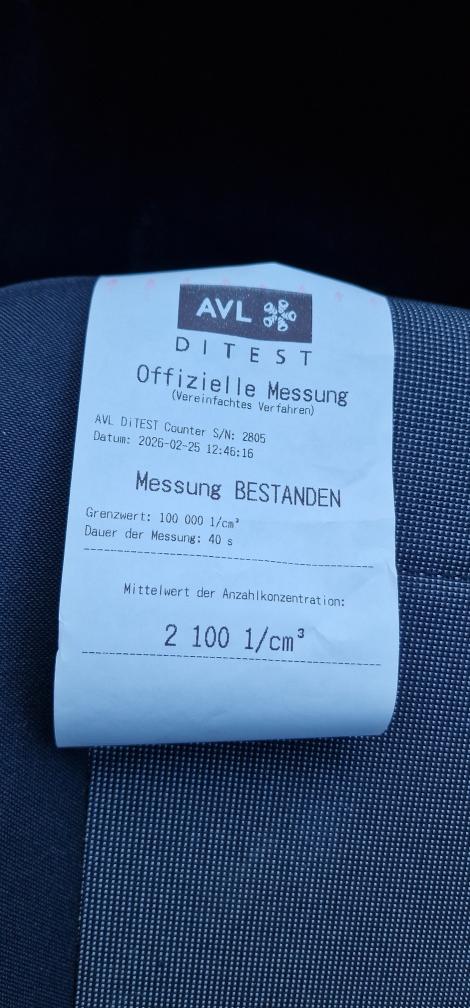 AVL
DITEST
Offizielle Messung
(Vereinfachtes Verfahren)
AVL DiTEST Counter S/N: 2805
Datum: 2026-02-25 12:46:16
Messung BESTANDEN
Grenzwert: 100 000 1/cm³
Dauer der Messung: 40 s
Mittelwert der Anzahlkonzentration:
2 100 1/cm³